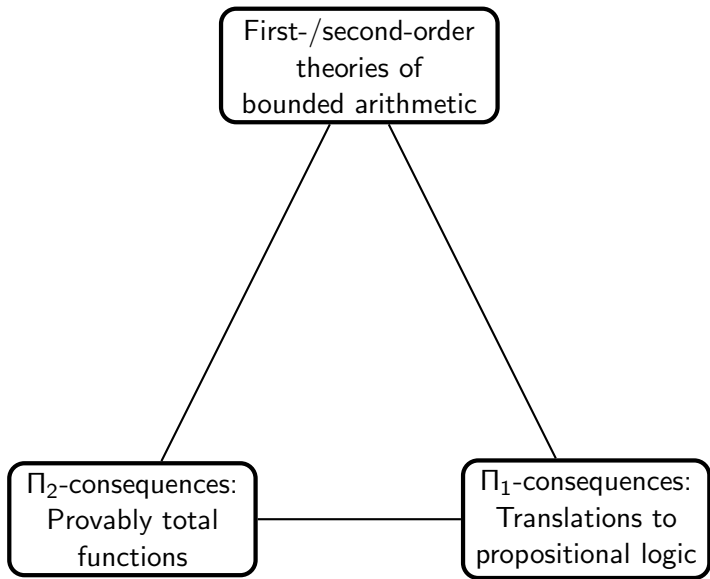 First-/second-order
theories of
bounded arithmetic
Π₂-consequences:
Provably total
functions
Π₁-consequences:
Translations to
propositional logic